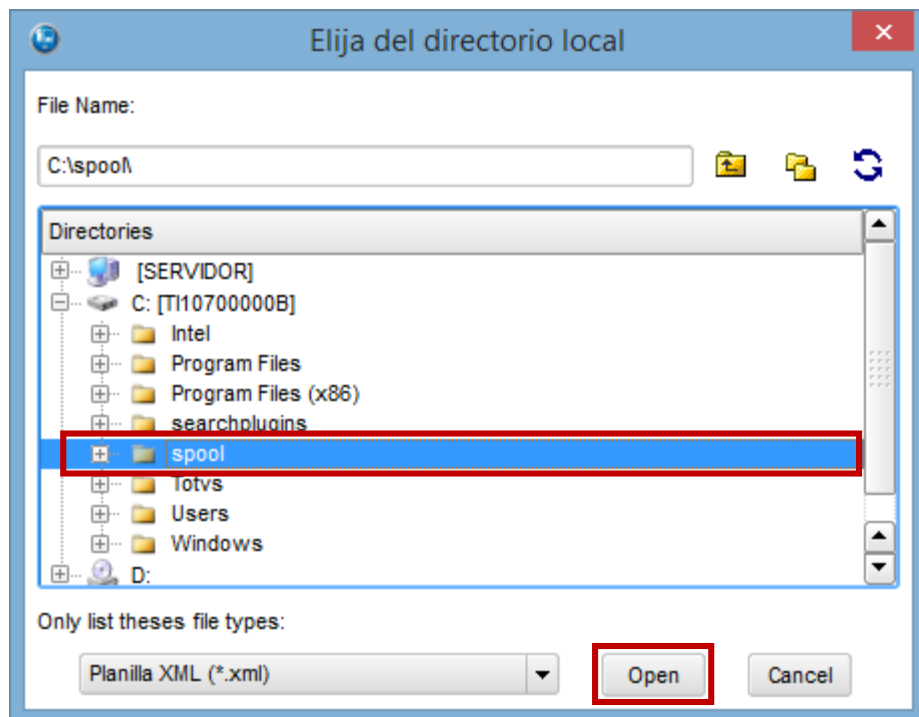 Elija del directorio local
File Name:
C:\spool\
Directories
[SERVIDOR]
C: [TI10700000B]
Intel
Program Files
Program Files (x86)
searchplugins
spool
Totvs
Users
Windows
D:
Only list theses file types:
Planilla XML (*.xml)
Open
Cancel